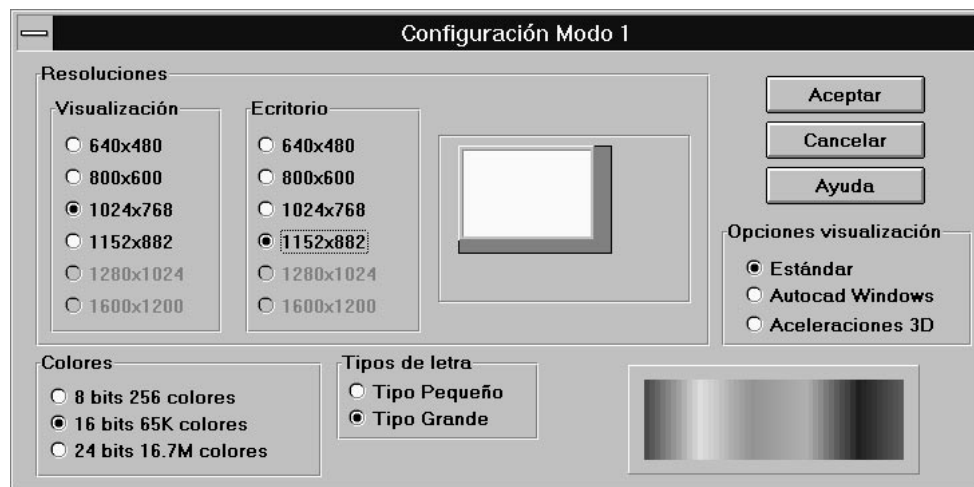 Configuración Modo 1
Resoluciones
Visualización
640x480
800x600
1024x768
1152x882
1280x1024
1600x1200
Ecritorio
640x480
800x600
1024x768
1152x882
1280x1024
1600x1200
Aceptar
Cancelar
Ayuda
Opciones visualización
Estándar
Autocad Windows
Aceleraciones 3D
Colores
8 bits 256 colores
16 bits 65K colores
24 bits 16.7M colores
Tipos de letra
Tipo Pequeño
Tipo Grande